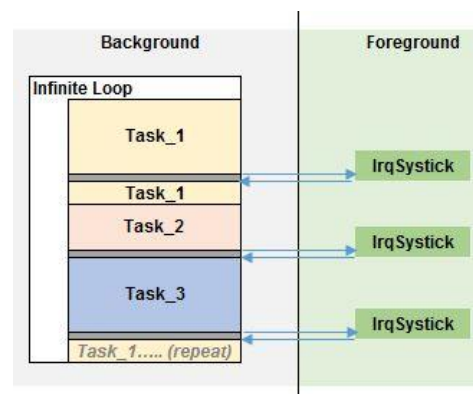 Background
Foreground
Infinite Loop
Task_1
IrqSystick
Task_1
Task_2
IrqSystick
Task_3
IrqSystick
Task_1..... (repeat)